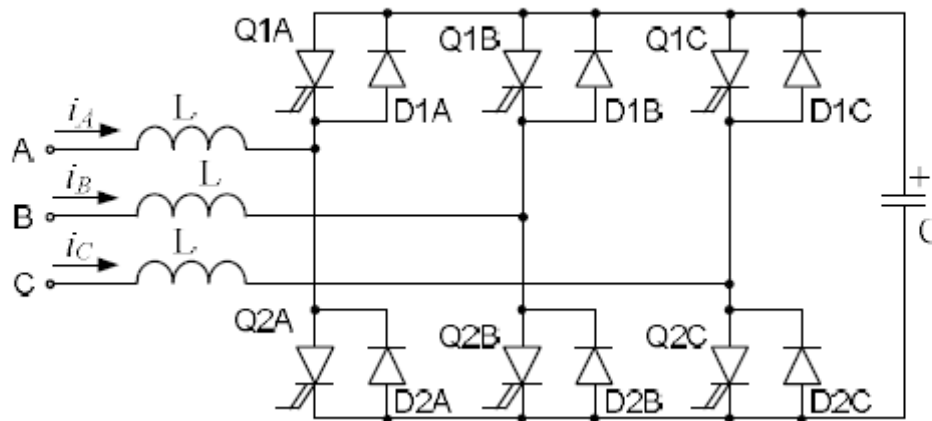 Q1A
Q1B
Q1C
D1A
D1B
D1C
iA
L
A
iB
L
B
iC
L
C
+
Q2A
Q2B
Q2C
D2A
D2B
D2C